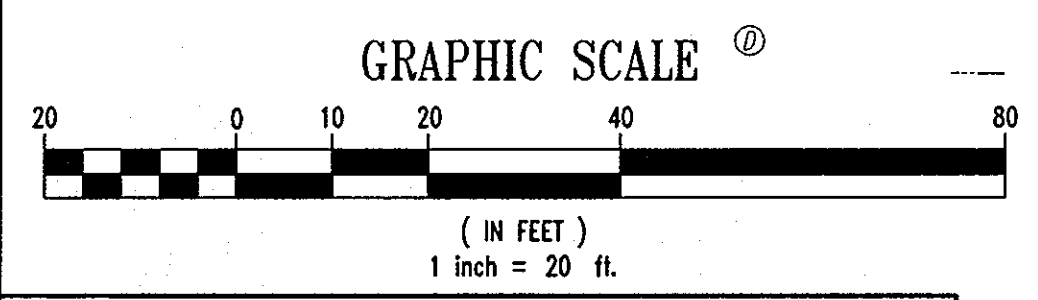 GRAPHIC SCALE Ⓓ
20 0 10 20 40 80
( IN FEET )
1 inch = 20 ft.